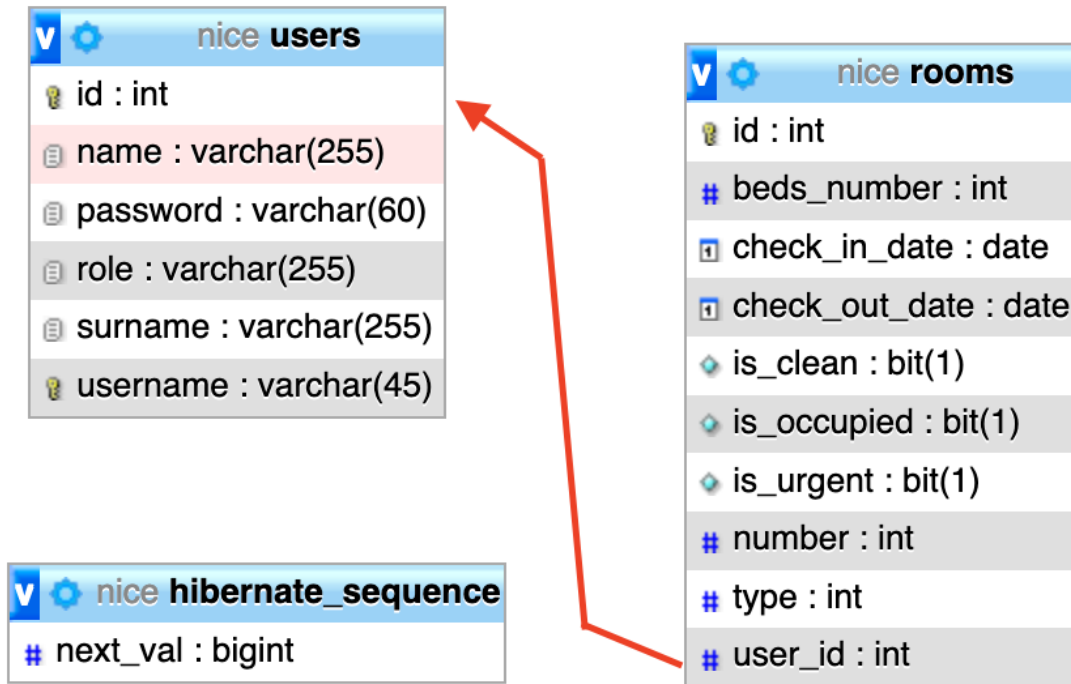 v nice users
id : int
name : varchar(255)
password : varchar(60)
role : varchar(255)
surname : varchar(255)
username : varchar(45)
v nice rooms
id : int
# beds_number : int
check_in_date : date
check_out_date : date
is_clean : bit(1)
is_occupied : bit(1)
is_urgent : bit(1)
# number : int
# type : int
# user_id : int
v nice hibernate_sequence
# next_val : bigint